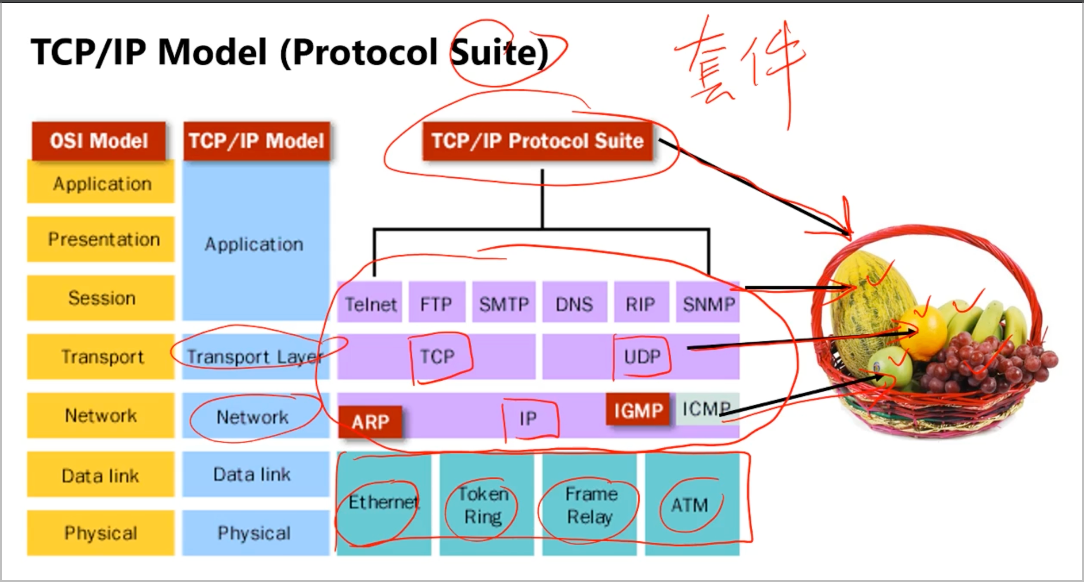 TCP/IP Model (Protocol Suite)
套件
OSI Model
TCP/IP Model
TCP/IP Protocol Suite
Application
Presentation
Application
Session
Telnet
FTP
SMTP
DNS
RIP
SNMP
Transport
Transport Layer
TCP
UDP
Network
Network
ARP
IP
IGMP
ICMP
Data link
Data link
Ethernet
Token
Ring
Frame
Relay
ATM
Physical
Physical